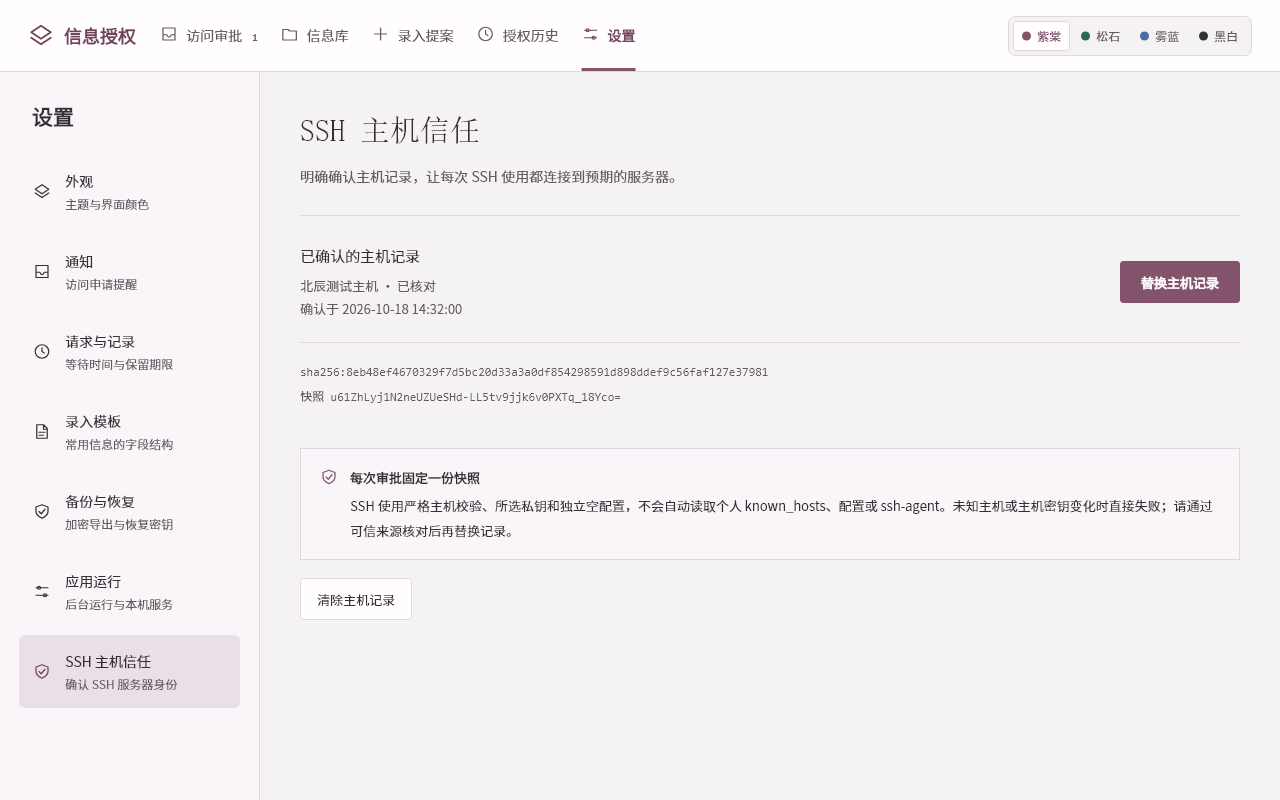 信息授权
访问审批 1
信息库
录入提案
授权历史
设置
紫棠
松石
雾蓝
黑白
设置
外观
主题与界面颜色
通知
访问申请提醒
请求与记录
等待时间与保留期限
录入模板
常用信息的字段结构
备份与恢复
加密导出与恢复密钥
应用运行
后台运行与本机服务
SSH 主机信任
确认 SSH 服务器身份
SSH 主机信任
明确确认主机记录，让每次 SSH 使用都连接到预期的服务器。
已确认的主机记录
北辰测试主机 · 已核对
确认于 2026-10-18 14:32:00
替换主机记录
sha256:8eb48ef4670329f7d5bc20d33a3a0df854298591d898ddef9c56faf127e37981
快照 u61ZhLyj1N2neUZUeSHd-LL5tv9jjk6v0PXTq_18Yco=
每次审批固定一份快照
SSH 使用严格主机校验、所选私钥和独立空配置，不会自动读取个人 known_hosts、配置或 ssh-agent。未知主机或主机密钥变化时直接失败；请通过
可信来源核对后再替换记录。
清除主机记录